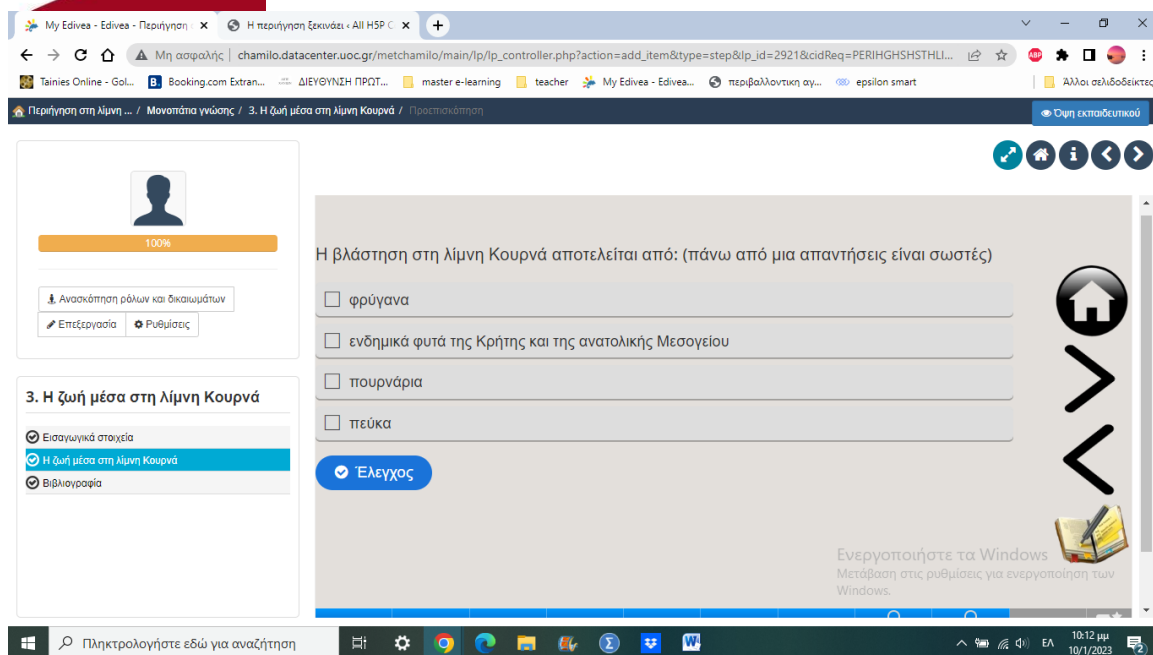 My Edivea - Edivea - Περιήγηση σ
Η περιήγηση ξεκινάει ‹ All H5P C
Μη ασφαλής | chamilo.datacenter.uoc.gr/metchamilo/main/lp/lp_controller.php?action=add_item&type=step&lp_id=2921&cidReq=PERIHGHSHSTHLI...
Tainies Online - Gol... Booking.com Extran... ΔΙΕΥΘΥΝΣΗ ΠΡΩΤ... master e-learning teacher My Edivea - Edivea... περιβαλλοντικη αγ... epsilon smart Άλλοι σελιδοδείκτες
Περιήγηση στη λίμνη ... / Μονοπάτια γνώσης / 3. Η ζωή μέσα στη λίμνη Κουρνά / Προεπισκόπηση
Όψη εκπαιδευτικού
100%
Ανασκόπηση ρόλων και δικαιωμάτων
Επεξεργασία Ρυθμίσεις
3. Η ζωή μέσα στη λίμνη Κουρνά
Εισαγωγικά στοιχεία
Η ζωή μέσα στη λίμνη Κουρνά
Βιβλιογραφία
Η βλάστηση στη λίμνη Κουρνά αποτελείται από: (πάνω από μια απαντήσεις είναι σωστές)
φρύγανα
ενδημικά φυτά της Κρήτης και της ανατολικής Μεσογείου
πουρνάρια
πεύκα
Έλεγχος
Ενεργοποιήστε τα Windows
Μετάβαση στις ρυθμίσεις για ενεργοποίηση των
Windows.
Πληκτρολογήστε εδώ για αναζήτηση
ΕΛ
10:12 μμ
10/1/2023